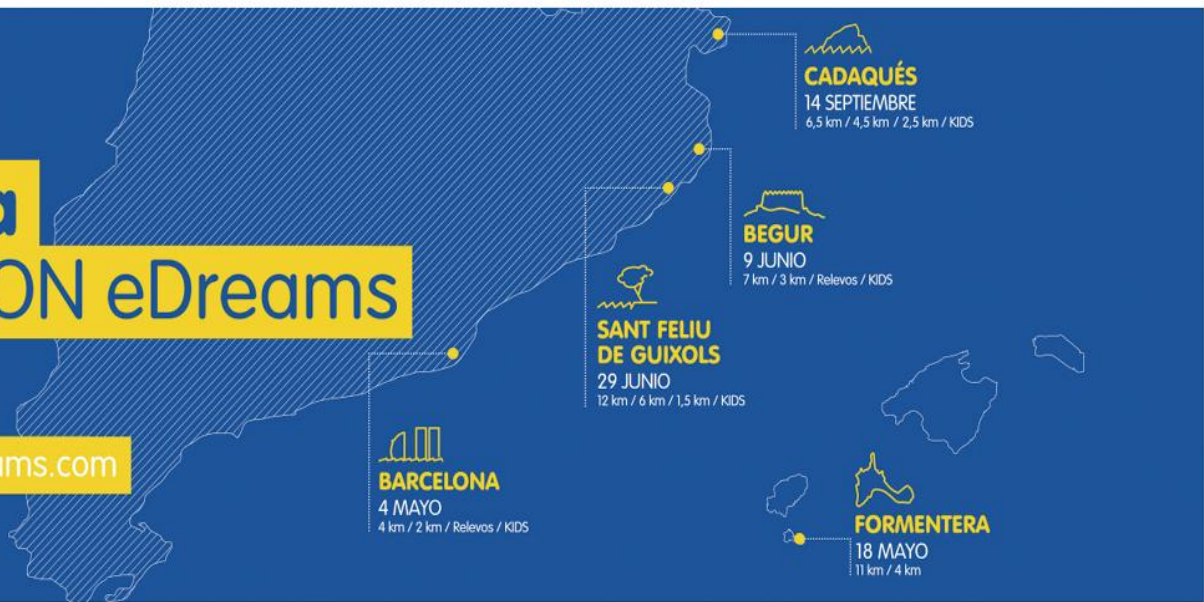 CADAQUÉS
14 SEPTIEMBRE
6,5 km / 4,5 km / 2,5 km / KIDS
BEGUR
9 JUNIO
7 km / 3 km / Relevos / KIDS
a
ON eDreams
SANT FELIU
DE GUIXOLS
29 JUNIO
12 km / 6 km / 1,5 km / KIDS
ams.com
BARCELONA
4 MAYO
4 km / 2 km / Relevos / KIDS
FORMENTERA
18 MAYO
11 km / 4 km